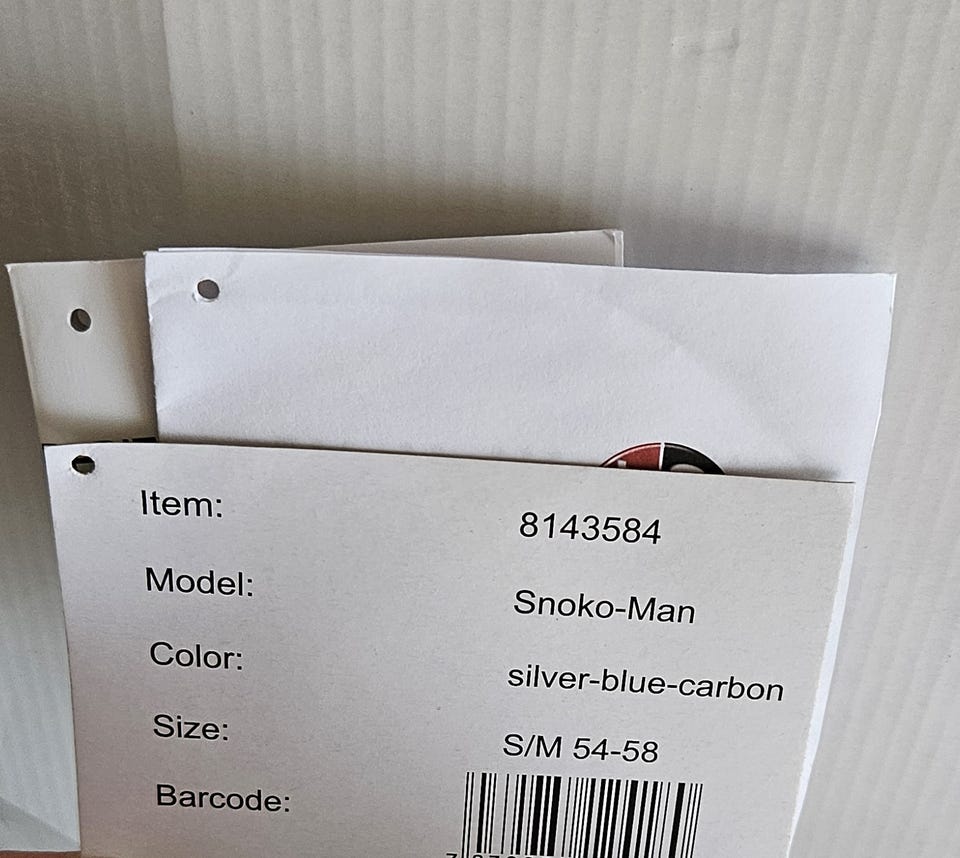 Item: 8143584
Model: Snoko-Man
Color: silver-blue-carbon
Size: S/M 54-58
Barcode: